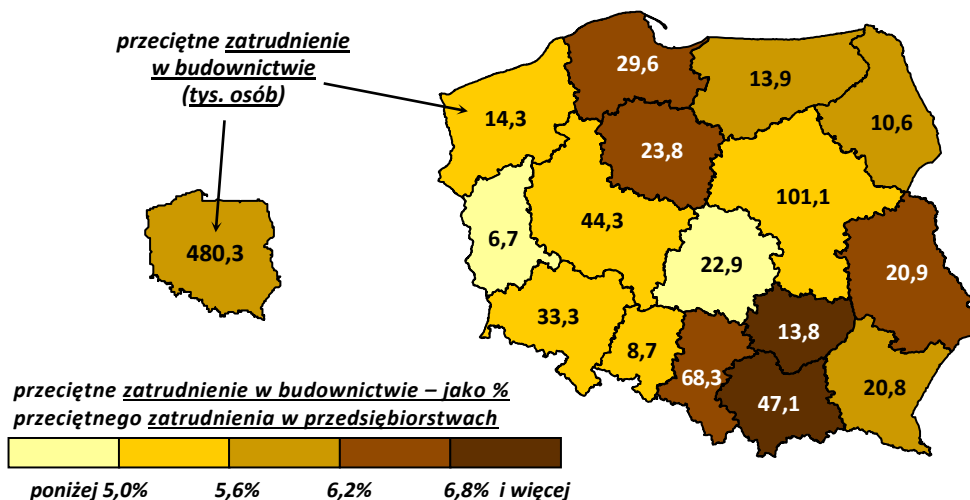 przeciętne zatrudnienie
w budownictwie
(tys. osób)
29,6
13,9
14,3
10,6
23,8
101,1
44,3
6,7
480,3
22,9
20,9
33,3
13,8
8,7
68,3
20,8
47,1
przeciętne zatrudnienie w budownictwie – jako %
przeciętnego zatrudnienia w przedsiębiorstwach
poniżej 5,0% 5,6% 6,2% 6,8% i więcej